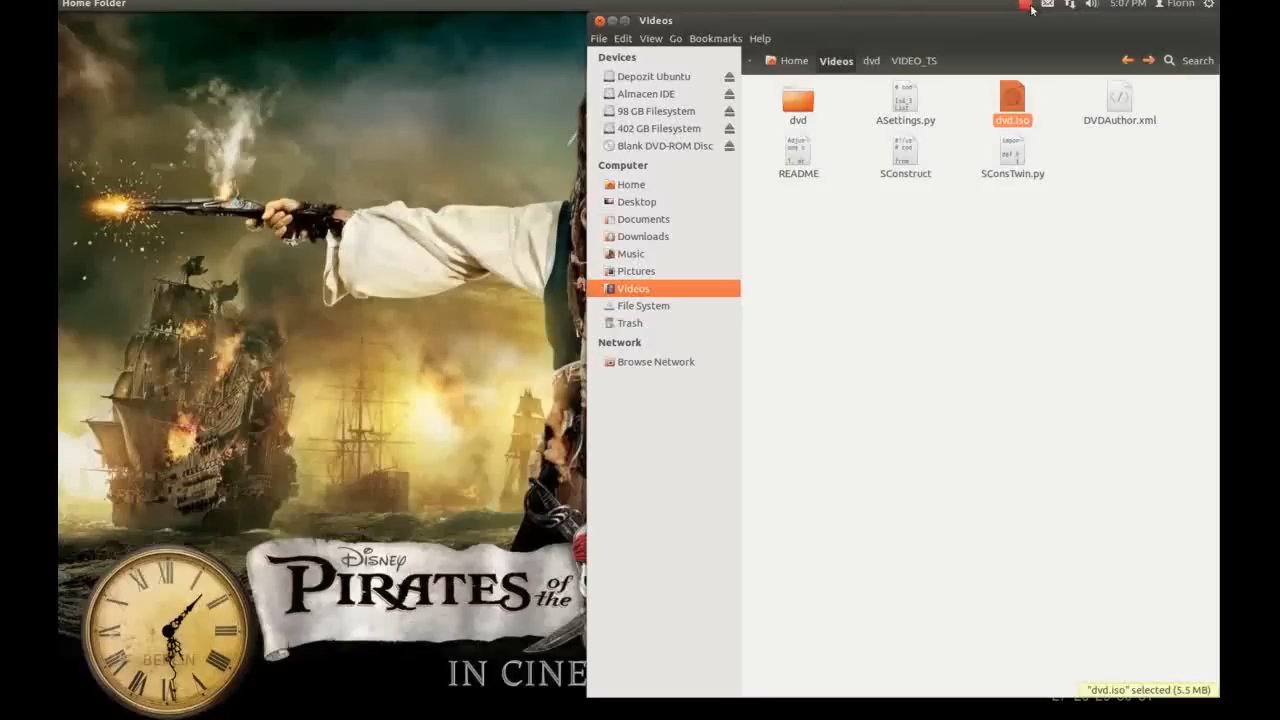 Home Folder
5:07 PM Florin
Videos
File Edit View Go Bookmarks Help
Devices
Depozit Ubuntu
Almacen IDE
98 GB Filesystem
402 GB Filesystem
Blank DVD-ROM Disc
Computer
Home
Desktop
Documents
Downloads
Music
Pictures
Videos
File System
Trash
Network
Browse Network
Home Videos dvd VIDEO_TS Search
dvd ASettings.py dvd.iso DVDAuthor.xml
README SConstruct SConsTwin.py
"dvd.iso" selected (5.5 MB)
Disney
PIRATES of the
IN CINE
BERLIN